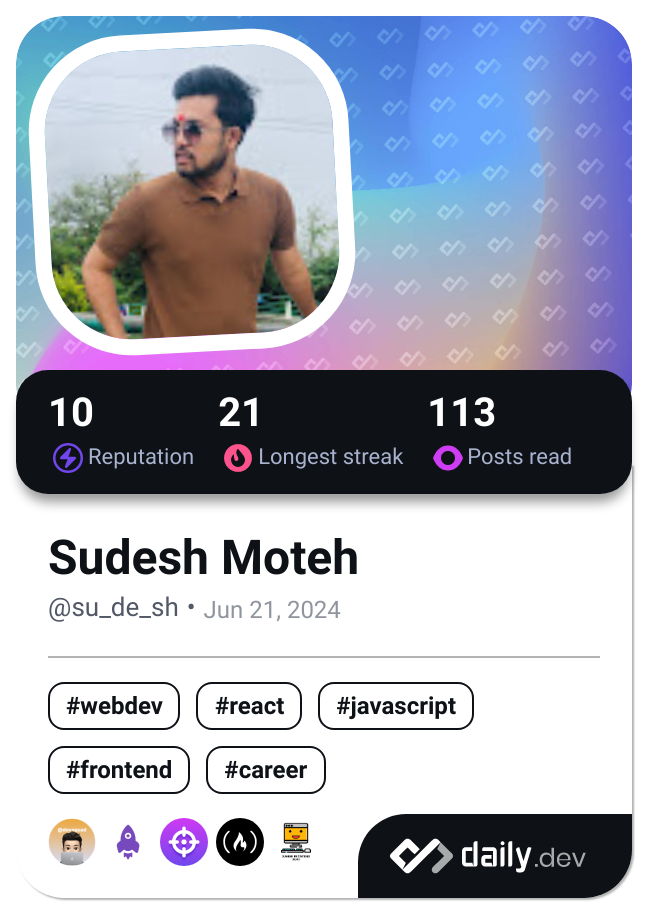 10 21 113
Reputation Longest streak Posts read
Sudesh Moteh
@su_de_sh • Jun 21, 2024
#webdev #react #javascript
#frontend #career
daily.dev